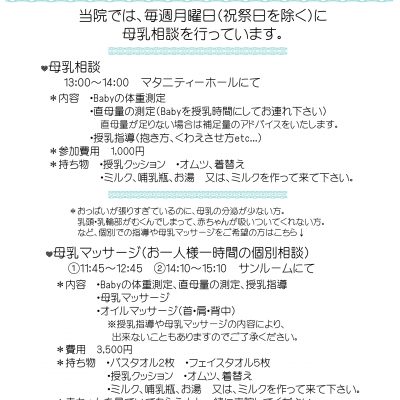 当院では、毎週月曜日(祝祭日を除く)に
母乳相談を行っています。
♥母乳相談
13:00～14:00 マタニティーホールにて
＊内容 ・Babyの体重測定
・直母量の測定(Babyを授乳時間にしてお連れ下さい)
直母量が足りない場合は補足量のアドバイスをいたします。
・授乳指導(抱き方、くわえさせ方etc...)
＊参加費用 1,000円
＊持ち物 ・授乳クッション ・オムツ、着替え
・ミルク、哺乳瓶、お湯 又は、ミルクを作って来て下さい。
＊おっぱいが張りすぎているのに、母乳の分泌が少ない方。
乳頭・乳輪部がむくんでしまって、赤ちゃんが吸いついてくれない方。
など、個別での指導や母乳マッサージをご希望の方はこちら↓
♥母乳マッサージ(お一人様一時間の個別相談)
①11:45～12:45 ②14:10～15:10 サンルームにて
＊内容 ・Babyの体重測定、直母量の測定、授乳指導
・母乳マッサージ
・オイルマッサージ(首・肩・背中)
※授乳指導や母乳マッサージの内容により、
出来ないこともありますのでご了承ください。
＊費用 3,500円
＊持ち物 ・バスタオル2枚 ・フェイスタオル5枚
・授乳クッション ・オムツ、着替え
・ミルク、哺乳瓶、お湯 又は、ミルクを作って来て下さい。